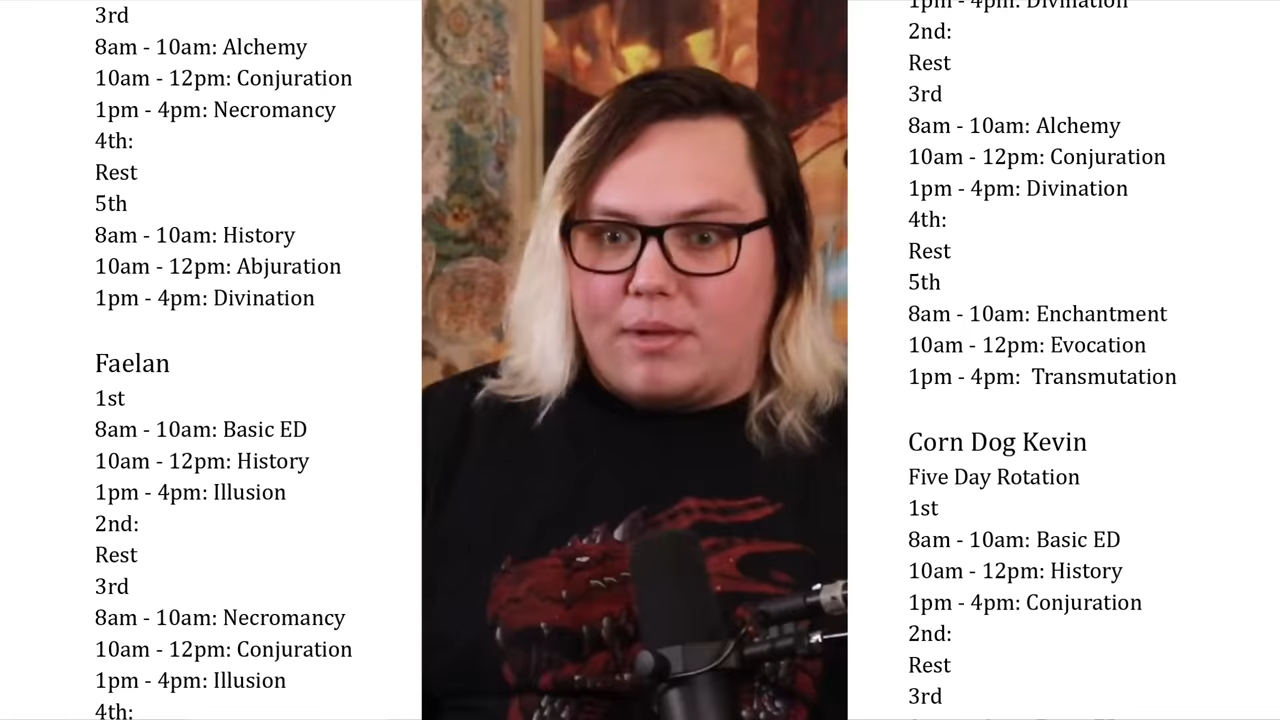 3rd
8am - 10am: Alchemy
10am - 12pm: Conjuration
1pm - 4pm: Necromancy
4th:
Rest
5th
8am - 10am: History
10am - 12pm: Abjuration
1pm - 4pm: Divination
Faelan
1st
8am - 10am: Basic ED
10am - 12pm: History
1pm - 4pm: Illusion
2nd:
Rest
3rd
8am - 10am: Necromancy
10am - 12pm: Conjuration
1pm - 4pm: Illusion
4th:
1pm - 4pm: Divination
2nd:
Rest
3rd
8am - 10am: Alchemy
10am - 12pm: Conjuration
1pm - 4pm: Divination
4th:
Rest
5th
8am - 10am: Enchantment
10am - 12pm: Evocation
1pm - 4pm:  Transmutation
Corn Dog Kevin
Five Day Rotation
1st
8am - 10am: Basic ED
10am - 12pm: History
1pm - 4pm: Conjuration
2nd:
Rest
3rd